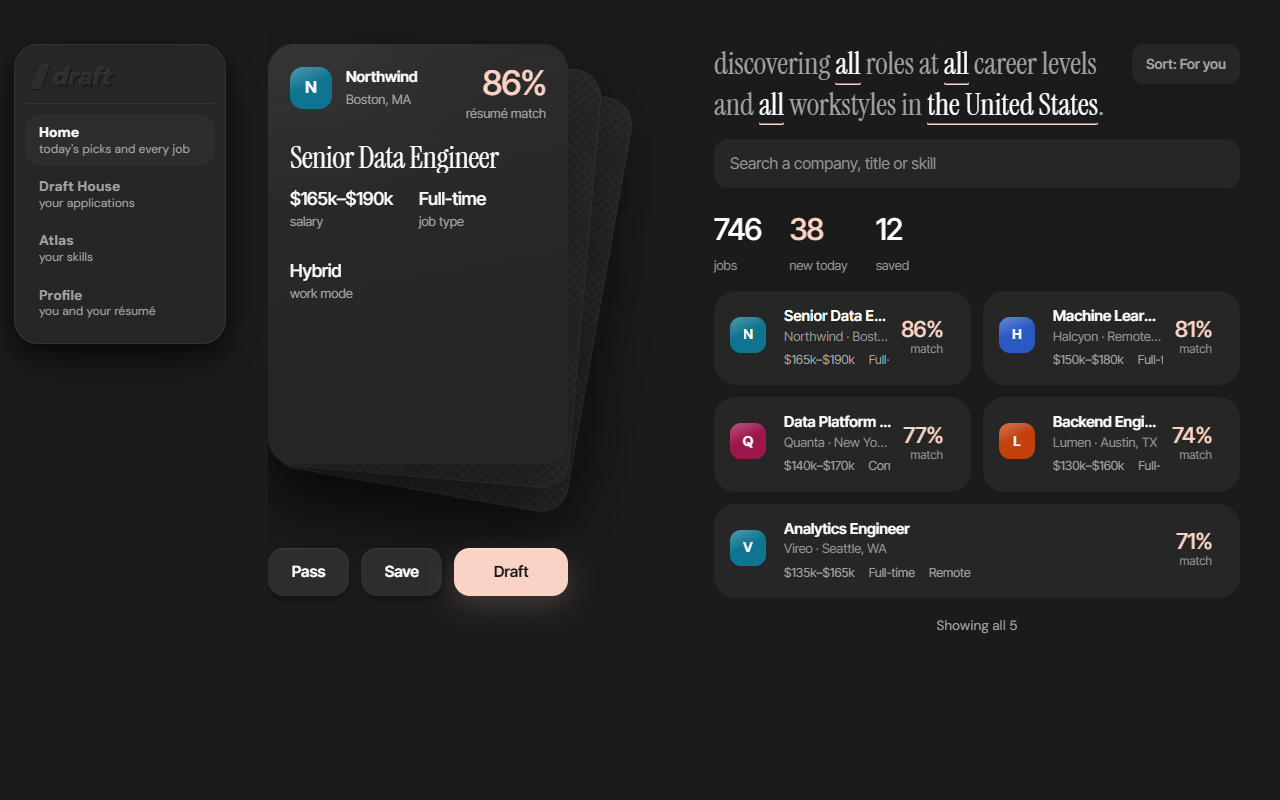 draft
Home
today's picks and every job
Draft House
your applications
Atlas
your skills
Profile
you and your résumé
N
Northwind
Boston, MA
86%
résumé match
Senior Data Engineer
$165k–$190k
salary
Full-time
job type
Hybrid
work mode
Pass
Save
Draft
discovering all roles at all career levels
and all workstyles in the United States.
Sort: For you
Search a company, title or skill
746
jobs
38
new today
12
saved
N
Senior Data E...
Northwind · Bost...
$165k–$190k Full-
86%
match
H
Machine Lear...
Halcyon · Remote...
$150k–$180k Full-t
81%
match
Q
Data Platform ...
Quanta · New Yo...
$140k–$170k Con
77%
match
L
Backend Engi...
Lumen · Austin, TX
$130k–$160k Full-
74%
match
V
Analytics Engineer
Vireo · Seattle, WA
$135k–$165k Full-time Remote
71%
match
Showing all 5